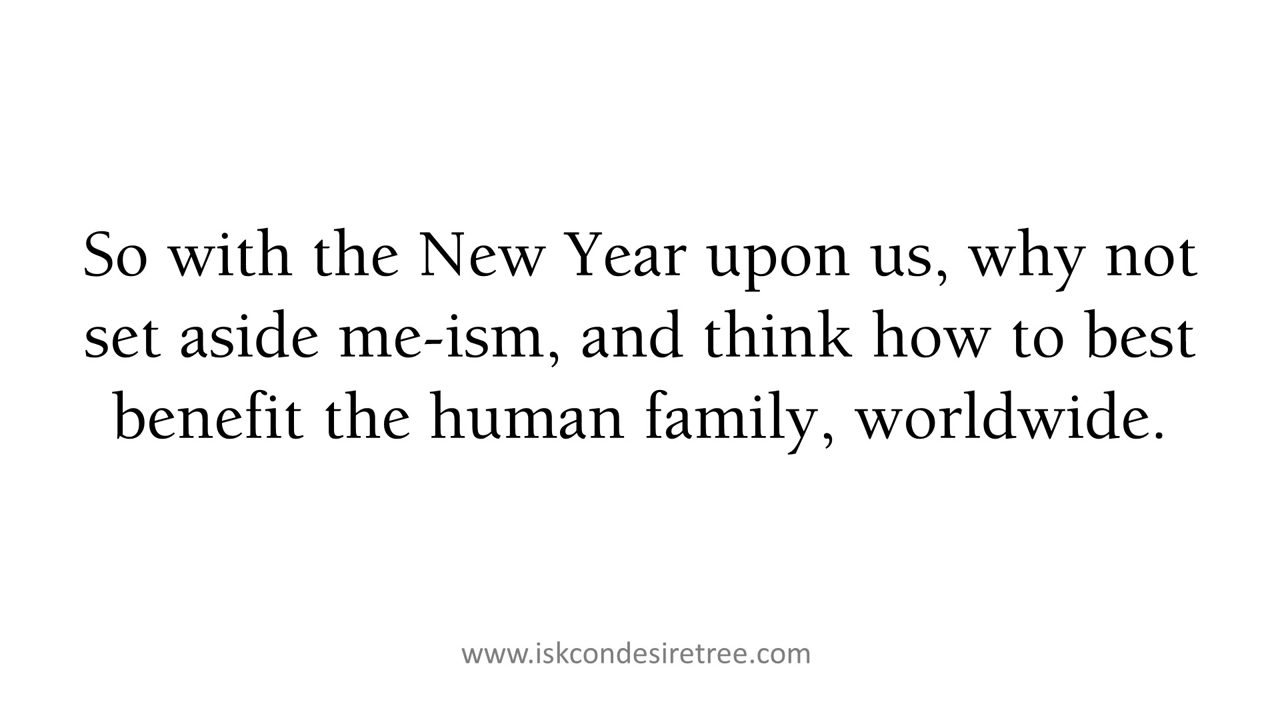 So with the New Year upon us, why not
set aside me-ism, and think how to best
benefit the human family, worldwide.
www.iskcondesiretree.com